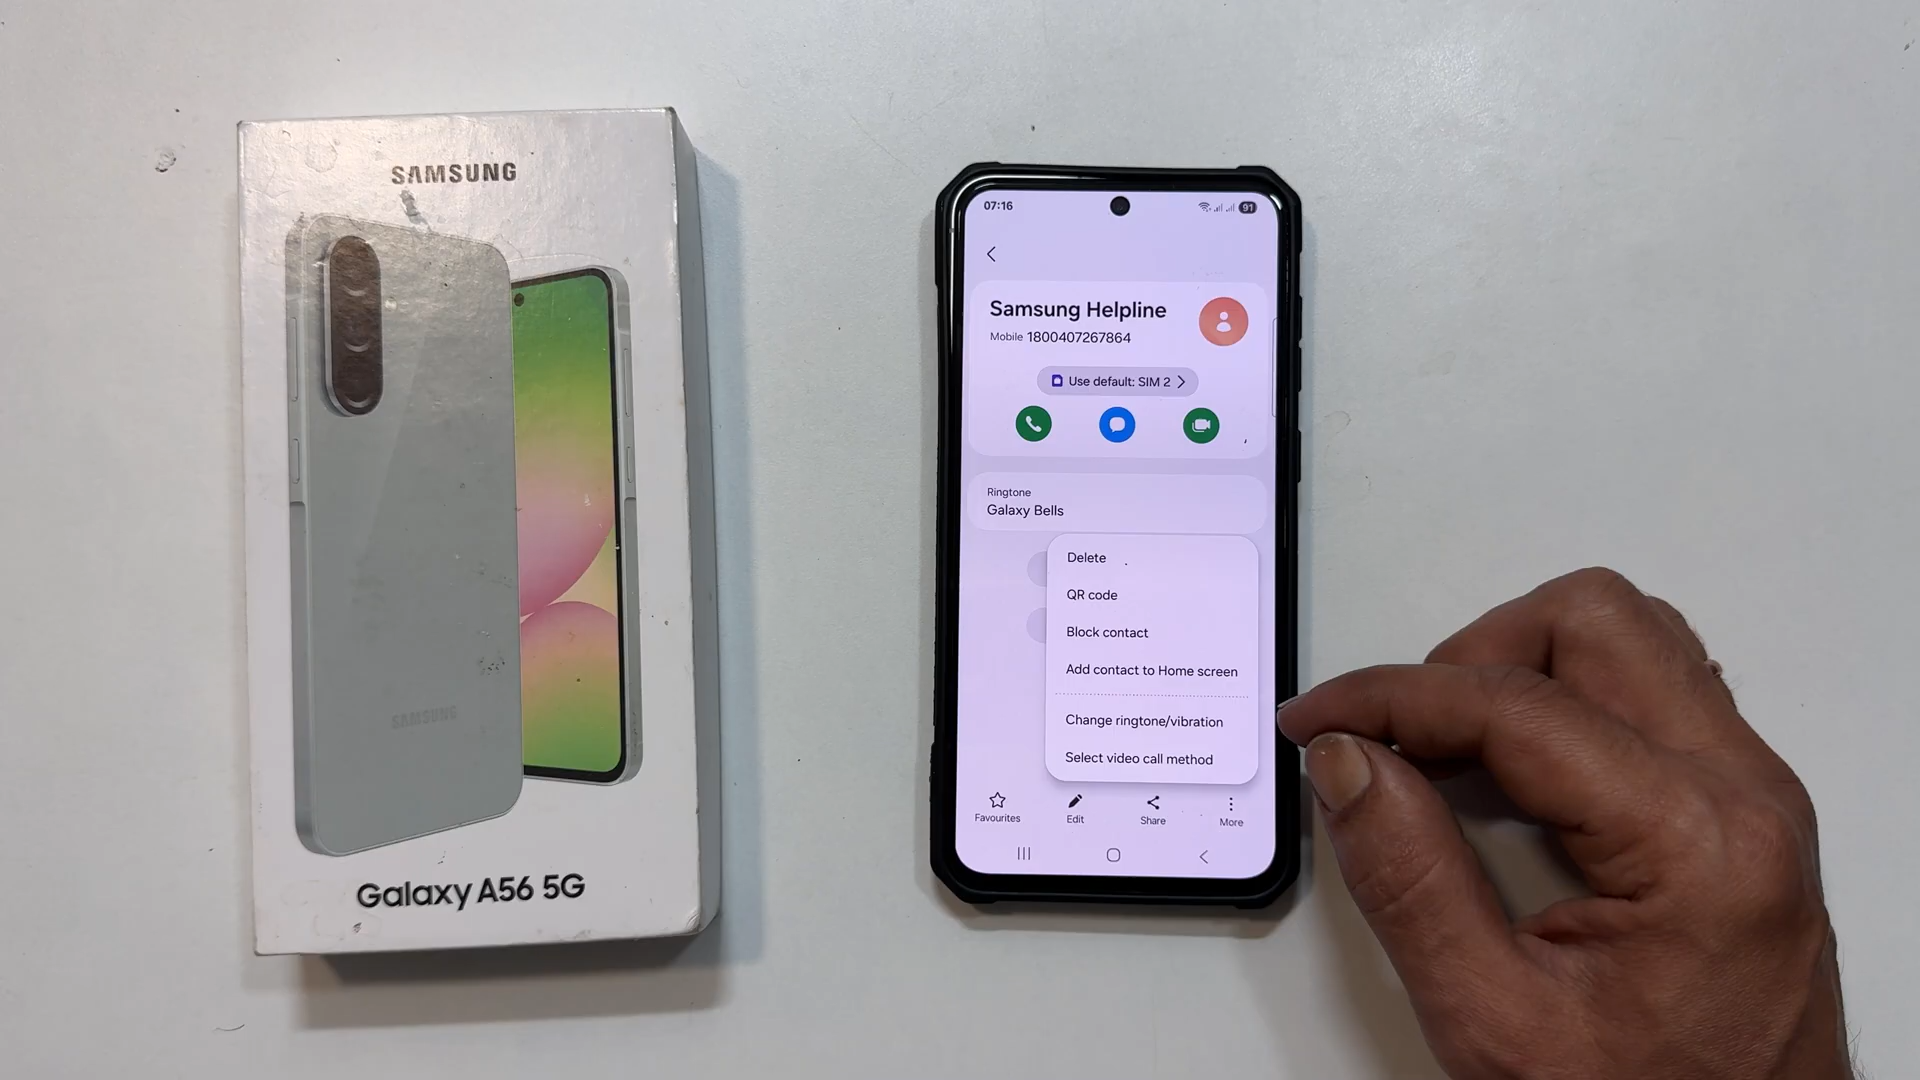 SAMSUNG
SAMSUNG
Galaxy A56 5G
07:16
91
Samsung Helpline
Mobile 1800407267864
Use default: SIM 2
Ringtone
Galaxy Bells
Delete
QR code
Block contact
Add contact to Home screen
Change ringtone/vibration
Select video call method
Favourites
Edit
Share
More